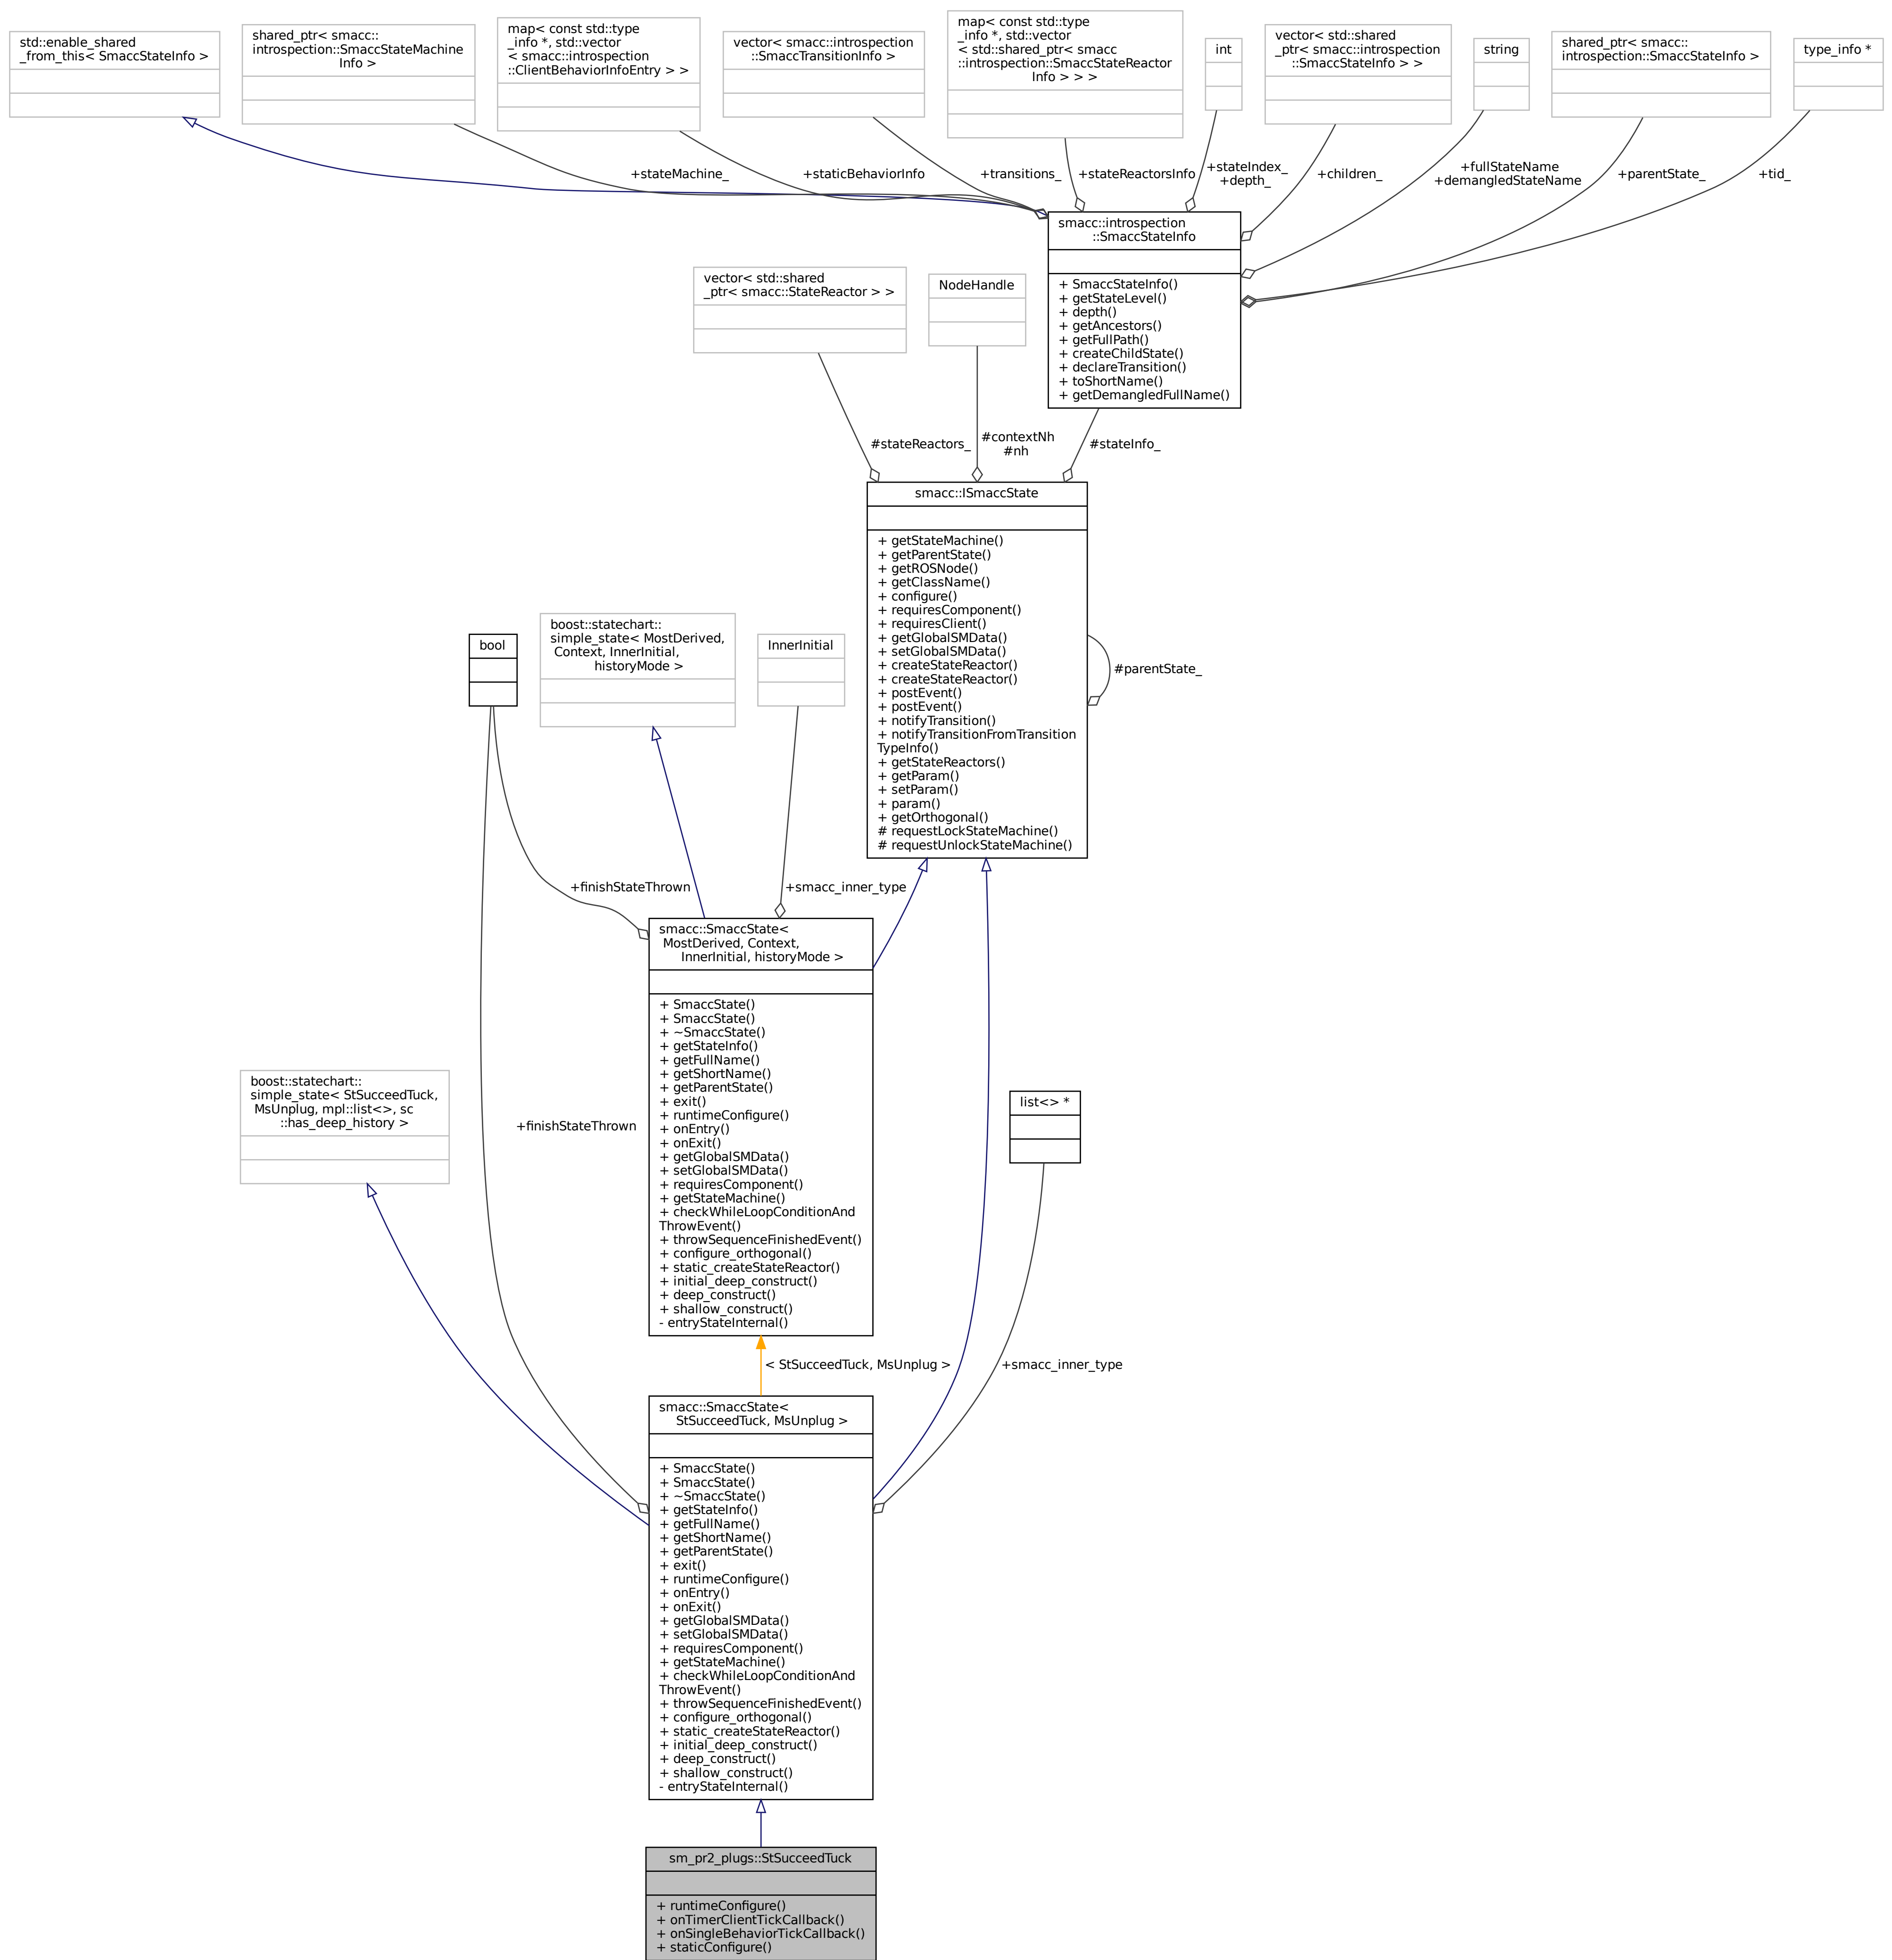 std::enable_shared
_from_this< SmaccStateInfo >
shared_ptr< smacc::
introspection::SmaccStateMachine
Info >
map< const std::type
_info *, std::vector
< smacc::introspection
::ClientBehaviorInfoEntry > >
vector< smacc::introspection
::SmaccTransitionInfo >
map< const std::type
_info *, std::vector
< std::shared_ptr< smacc
::introspection::SmaccStateReactor
Info > > >
int
vector< std::shared
_ptr< smacc::introspection
::SmaccStateInfo > >
string
shared_ptr< smacc::
introspection::SmaccStateInfo >
type_info *
+stateMachine_
+staticBehaviorInfo
+transitions_
+stateReactorsInfo
+stateIndex_
+depth_
+children_
+fullStateName
+demangledStateName
+parentState_
+tid_
smacc::introspection
::SmaccStateInfo
+ SmaccStateInfo()
+ getStateLevel()
+ depth()
+ getAncestors()
+ getFullPath()
+ createChildState()
+ declareTransition()
+ toShortName()
+ getDemangledFullName()
vector< std::shared
_ptr< smacc::StateReactor > >
NodeHandle
#stateReactors_
#contextNh
#nh
#stateInfo_
smacc::ISmaccState
+ getStateMachine()
+ getParentState()
+ getROSNode()
+ getClassName()
+ configure()
+ requiresComponent()
+ requiresClient()
+ getGlobalSMData()
+ setGlobalSMData()
+ createStateReactor()
+ createStateReactor()
+ postEvent()
+ postEvent()
+ notifyTransition()
+ notifyTransitionFromTransition
TypeInfo()
+ getStateReactors()
+ getParam()
+ setParam()
+ param()
+ getOrthogonal()
# requestLockStateMachine()
# requestUnlockStateMachine()
#parentState_
bool
boost::statechart::
simple_state< MostDerived,
Context, InnerInitial,
historyMode >
InnerInitial
+finishStateThrown
+smacc_inner_type
smacc::SmaccState<
MostDerived, Context,
InnerInitial, historyMode >
+ SmaccState()
+ SmaccState()
+ ~SmaccState()
+ getStateInfo()
+ getFullName()
+ getShortName()
+ getParentState()
+ exit()
+ runtimeConfigure()
+ onEntry()
+ onExit()
+ getGlobalSMData()
+ setGlobalSMData()
+ requiresComponent()
+ getStateMachine()
+ checkWhileLoopConditionAnd
ThrowEvent()
+ throwSequenceFinishedEvent()
+ configure_orthogonal()
+ static_createStateReactor()
+ initial_deep_construct()
+ deep_construct()
+ shallow_construct()
- entryStateInternal()
boost::statechart::
simple_state< StSucceedTuck,
MsUnplug, mpl::list<>, sc
::has_deep_history >
+finishStateThrown
list<> *
< StSucceedTuck, MsUnplug >
+smacc_inner_type
smacc::SmaccState<
StSucceedTuck, MsUnplug >
+ SmaccState()
+ SmaccState()
+ ~SmaccState()
+ getStateInfo()
+ getFullName()
+ getShortName()
+ getParentState()
+ exit()
+ runtimeConfigure()
+ onEntry()
+ onExit()
+ getGlobalSMData()
+ setGlobalSMData()
+ requiresComponent()
+ getStateMachine()
+ checkWhileLoopConditionAnd
ThrowEvent()
+ throwSequenceFinishedEvent()
+ configure_orthogonal()
+ static_createStateReactor()
+ initial_deep_construct()
+ deep_construct()
+ shallow_construct()
- entryStateInternal()
sm_pr2_plugs::StSucceedTuck
+ runtimeConfigure()
+ onTimerClientTickCallback()
+ onSingleBehaviorTickCallback()
+ staticConfigure()